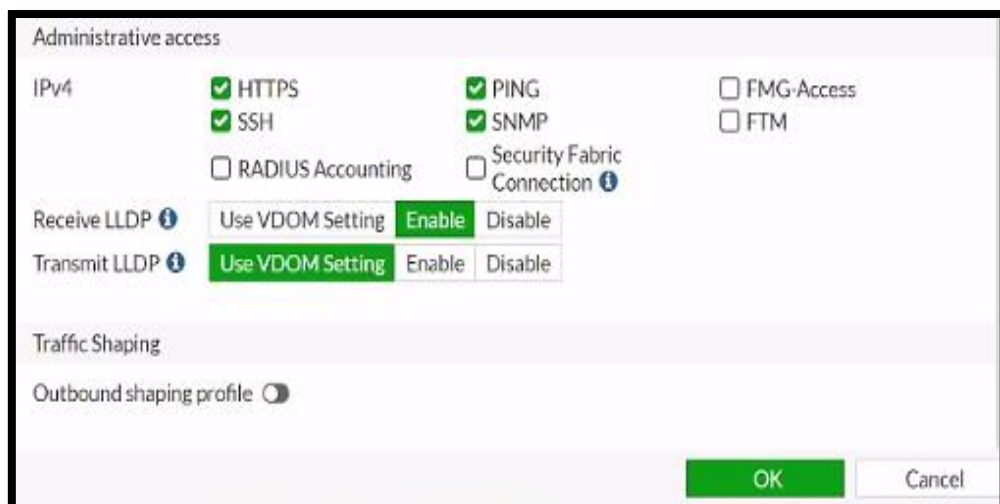 Administrative access
IPv4 HTTPS PING FMG-Access
SSH SNMP FTM
RADIUS Accounting Security Fabric Connection
Receive LLDP Use VDOM Setting Enable Disable
Transmit LLDP Use VDOM Setting Enable Disable
Traffic Shaping
Outbound shaping profile
OK Cancel